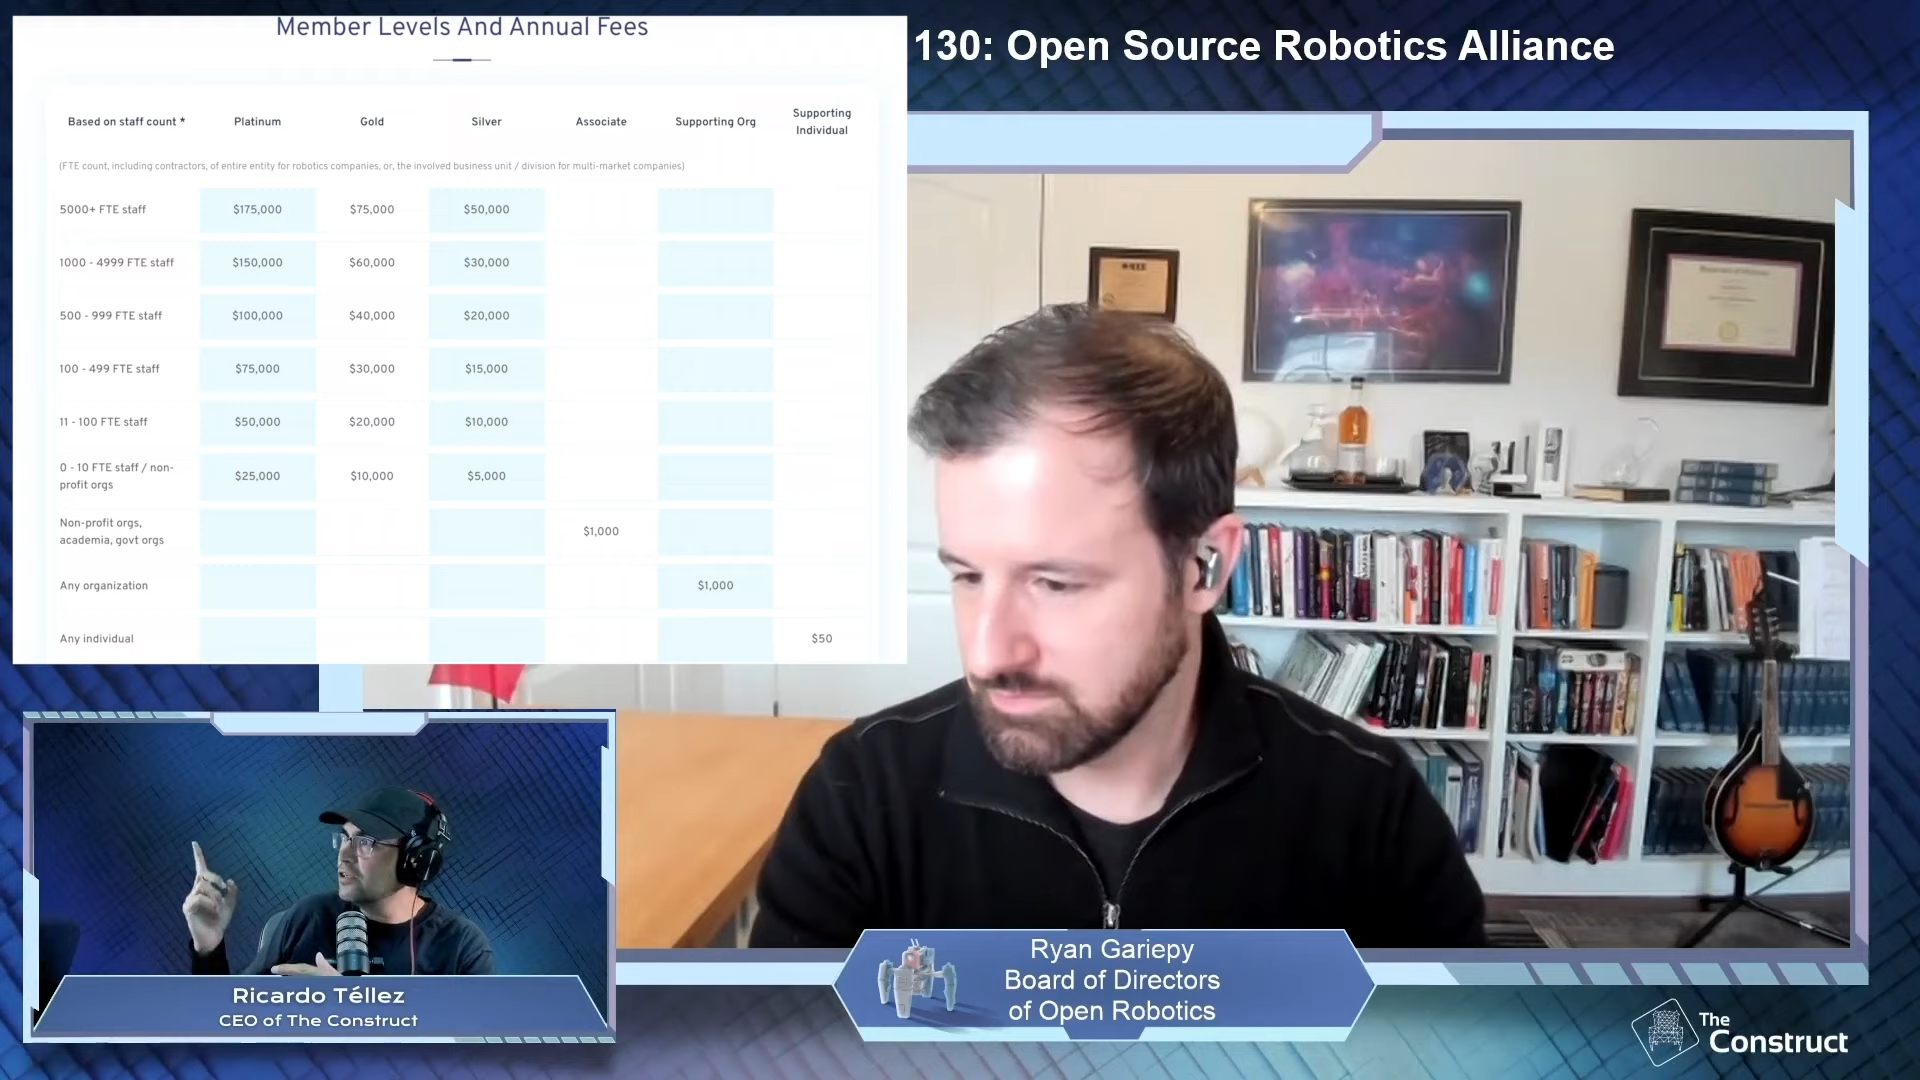 Member Levels And Annual Fees
130: Open Source Robotics Alliance
Based on staff count * Platinum Gold Silver Associate Supporting Org Supporting Individual
(FTE count, including contractors, of entire entity for robotics companies, or, the involved business unit / division for multi-market companies)
5000+ FTE staff $175,000 $75,000 $50,000
1000 - 4999 FTE staff $150,000 $60,000 $30,000
500 - 999 FTE staff $100,000 $40,000 $20,000
100 - 499 FTE staff $75,000 $30,000 $15,000
11 - 100 FTE staff $50,000 $20,000 $10,000
0 - 10 FTE staff / non-
profit orgs $25,000 $10,000 $5,000
Non-profit orgs,
academia, govt orgs $1,000
Any organization $1,000
Any individual $50
IEEE
Ricardo Téllez
CEO of The Construct
Ryan Gariepy
Board of Directors
of Open Robotics
The
Construct